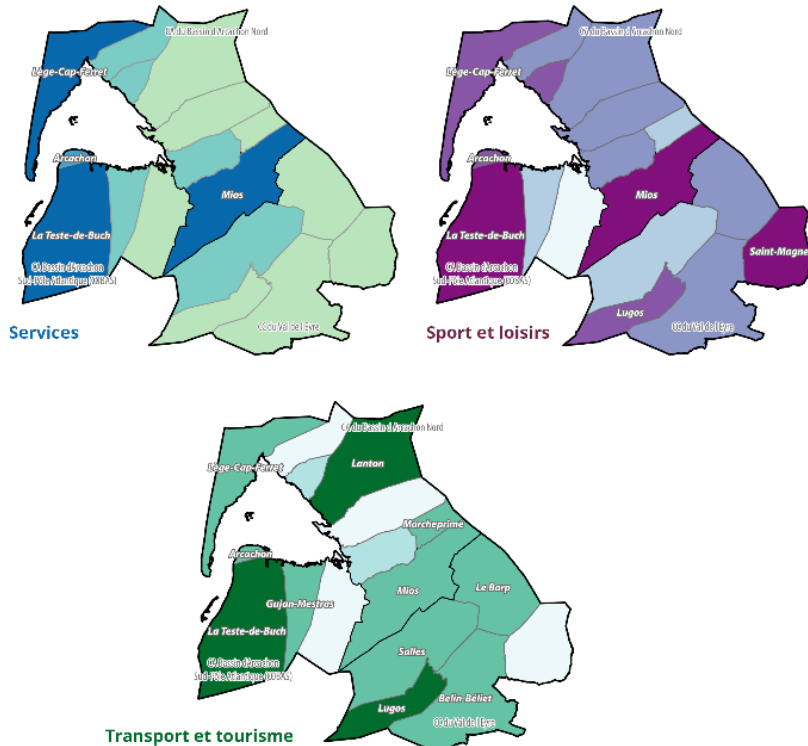 CA du Bassin d'Arcachon Nord
Lège-Cap-Ferret
Arcachon
Mios
La Teste-de-Buch
CA Bassin d'Arcachon
Sud-Pôle Atlantique (COBAS)
CC du Val de l'Eyre
Services
CA du Bassin d'Arcachon Nord
Lège-Cap-Ferret
Arcachon
Mios
La Teste-de-Buch
Saint-Magne
CA Bassin d'Arcachon
Sud-Pôle Atlantique (COBAS)
Lugos
CC du Val de l'Eyre
Sport et loisirs
CA du Bassin d'Arcachon Nord
Lège-Cap-Ferret
Lanton
Marcheprime
Arcachon
Le Barp
Mios
Gujan-Mestras
La Teste-de-Buch
Salles
CA Bassin d'Arcachon
Sud-Pôle Atlantique (COBAS)
Belin-Béliet
Lugos
CC du Val de l'Eyre
Transport et tourisme